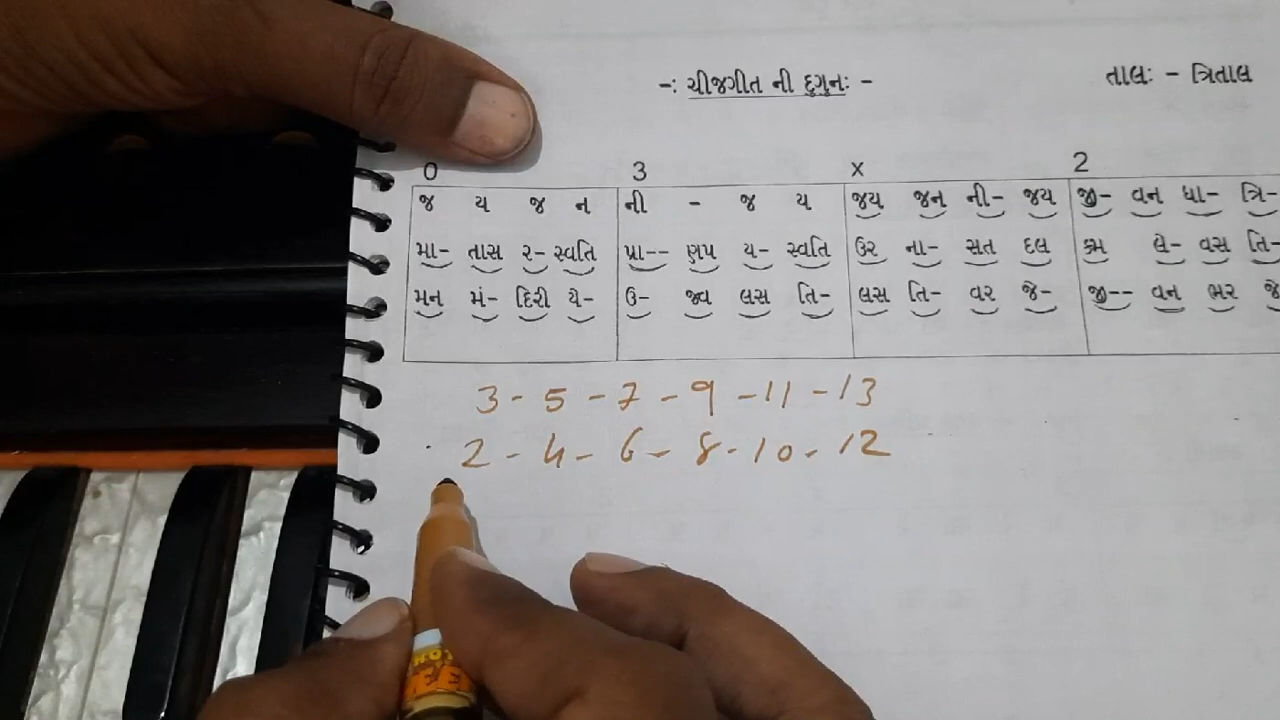 -: ચીજગીત ની દુગુનઃ -
તાલઃ - ત્રિતાલ
0 3 x 2
જ ય જ ન ની - જ ય જય જન ની- જય જી- વન ધા- ત્રિ-
મા- તાસ ર- સ્વતિ પ્રા-- ણપ ય- સ્વતિ ઉર ના- સત દલ લે- વસ તિ-
મન મં- દિરી યે- ઉ- જ્વ લસ તિ- લસ તિ- વર જે- જી-- વન ભર જે
3 - 5 - 7 - 9 - 11 - 13
2 - 4 - 6 - 8 - 10 - 12